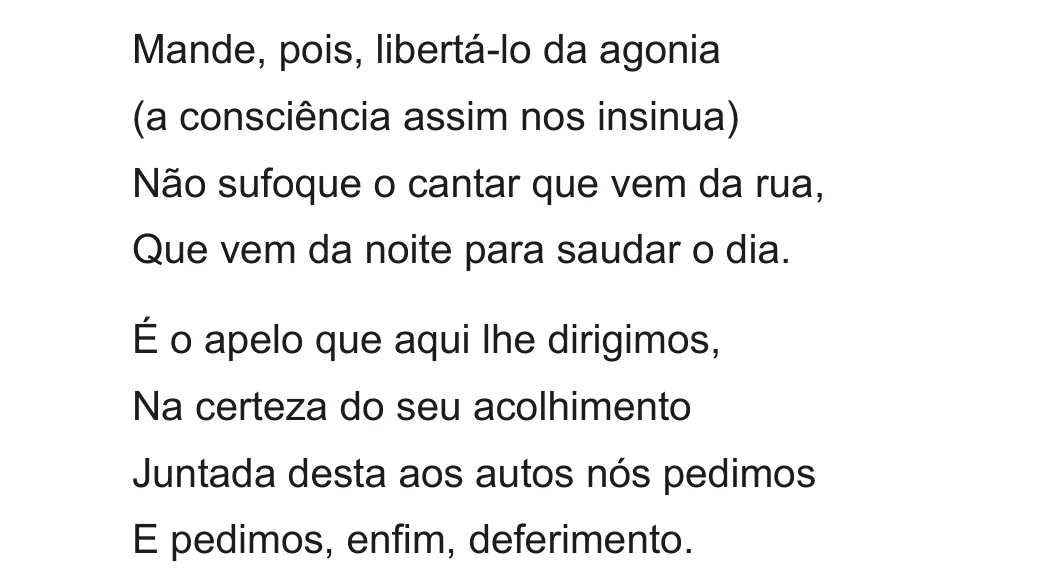 Mande, pois, libertá-lo da agonia
(a consciência assim nos insinua)
Não sufoque o cantar que vem da rua,
Que vem da noite para saudar o dia.
É o apelo que aqui lhe dirigimos,
Na certeza do seu acolhimento
Juntada desta aos autos nós pedimos
E pedimos, enfim, deferimento.